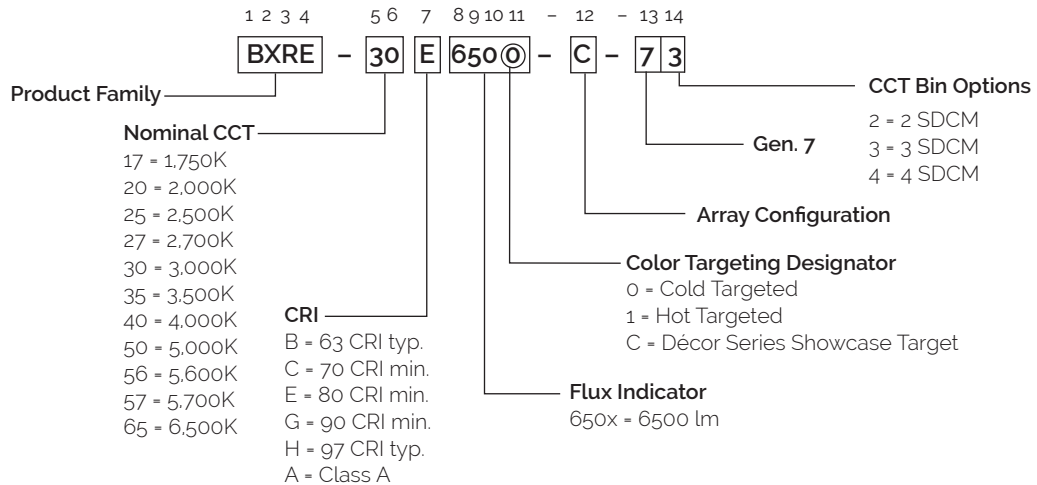 1 2 3 4 5 6 7 8 9 10 11 - 12 - 13 14
BXRE - 30 E 6500 - C - 7 3
Product Family
Nominal CCT
17 = 1,750K
20 = 2,000K
25 = 2,500K
27 = 2,700K
30 = 3,000K
35 = 3,500K
40 = 4,000K
50 = 5,000K
56 = 5,600K
57 = 5,700K
65 = 6,500K
CRI
B = 63 CRI typ.
C = 70 CRI min.
E = 80 CRI min.
G = 90 CRI min.
H = 97 CRI typ.
A = Class A
Flux Indicator
650x = 6500 lm
Color Targeting Designator
0 = Cold Targeted
1 = Hot Targeted
C = Décor Series Showcase Target
Array Configuration
Gen. 7
CCT Bin Options
2 = 2 SDCM
3 = 3 SDCM
4 = 4 SDCM